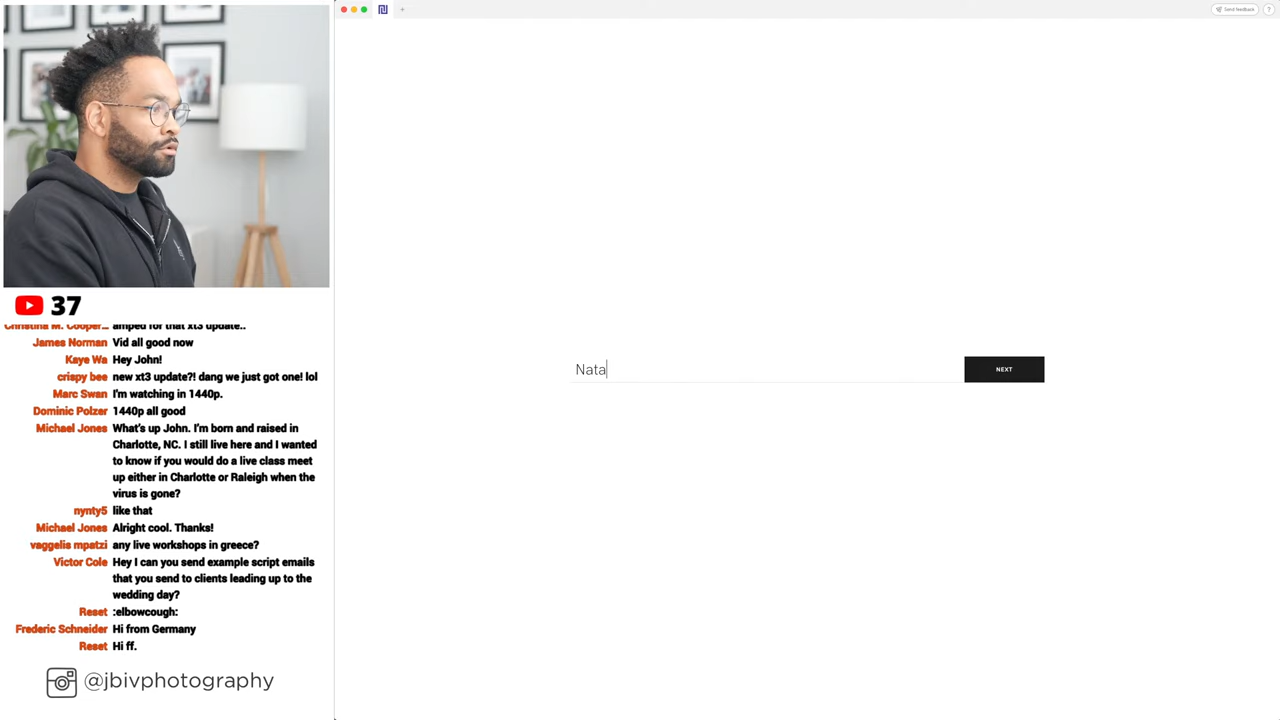 Send feedback
?
37
Christina M. Cooper... amped for that xt3 update..
James Norman Vid all good now
Kaye Wa Hey John!
crispy bee new xt3 update?! dang we just got one! lol
Marc Swan I'm watching in 1440p.
Dominic Polzer 1440p all good
Michael Jones What's up John. I'm born and raised in
Charlotte, NC. I still live here and I wanted
to know if you would do a live class meet
up either in Charlotte or Raleigh when the
virus is gone?
nynty5 like that
Michael Jones Alright cool. Thanks!
vaggelis mpatzi any live workshops in greece?
Victor Cole Hey I can you send example script emails
that you send to clients leading up to the
wedding day?
Reset :elbowcough:
Frederic Schneider Hi from Germany
Reset Hi ff.
@jbivphotography
Nata
NEXT